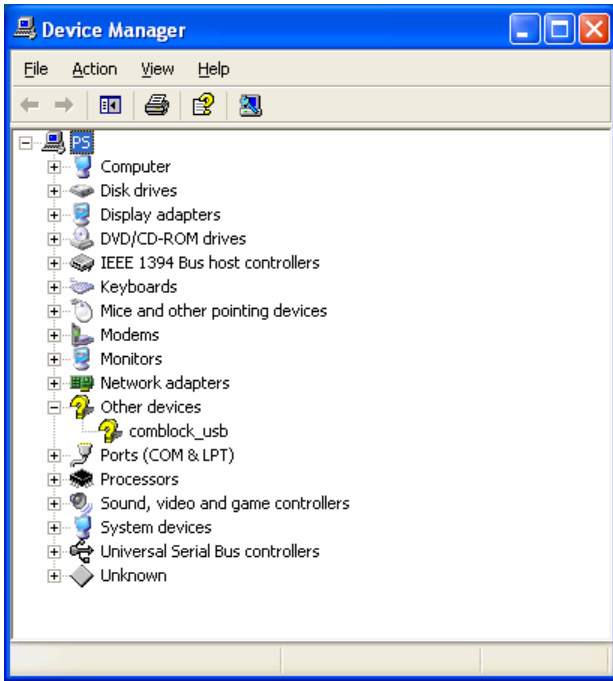 Device Manager
File Action View Help
PS
Computer
Disk drives
Display adapters
DVD/CD-ROM drives
IEEE 1394 Bus host controllers
Keyboards
Mice and other pointing devices
Modems
Monitors
Network adapters
Other devices
comblock_usb
Ports (COM & LPT)
Processors
Sound, video and game controllers
System devices
Universal Serial Bus controllers
Unknown